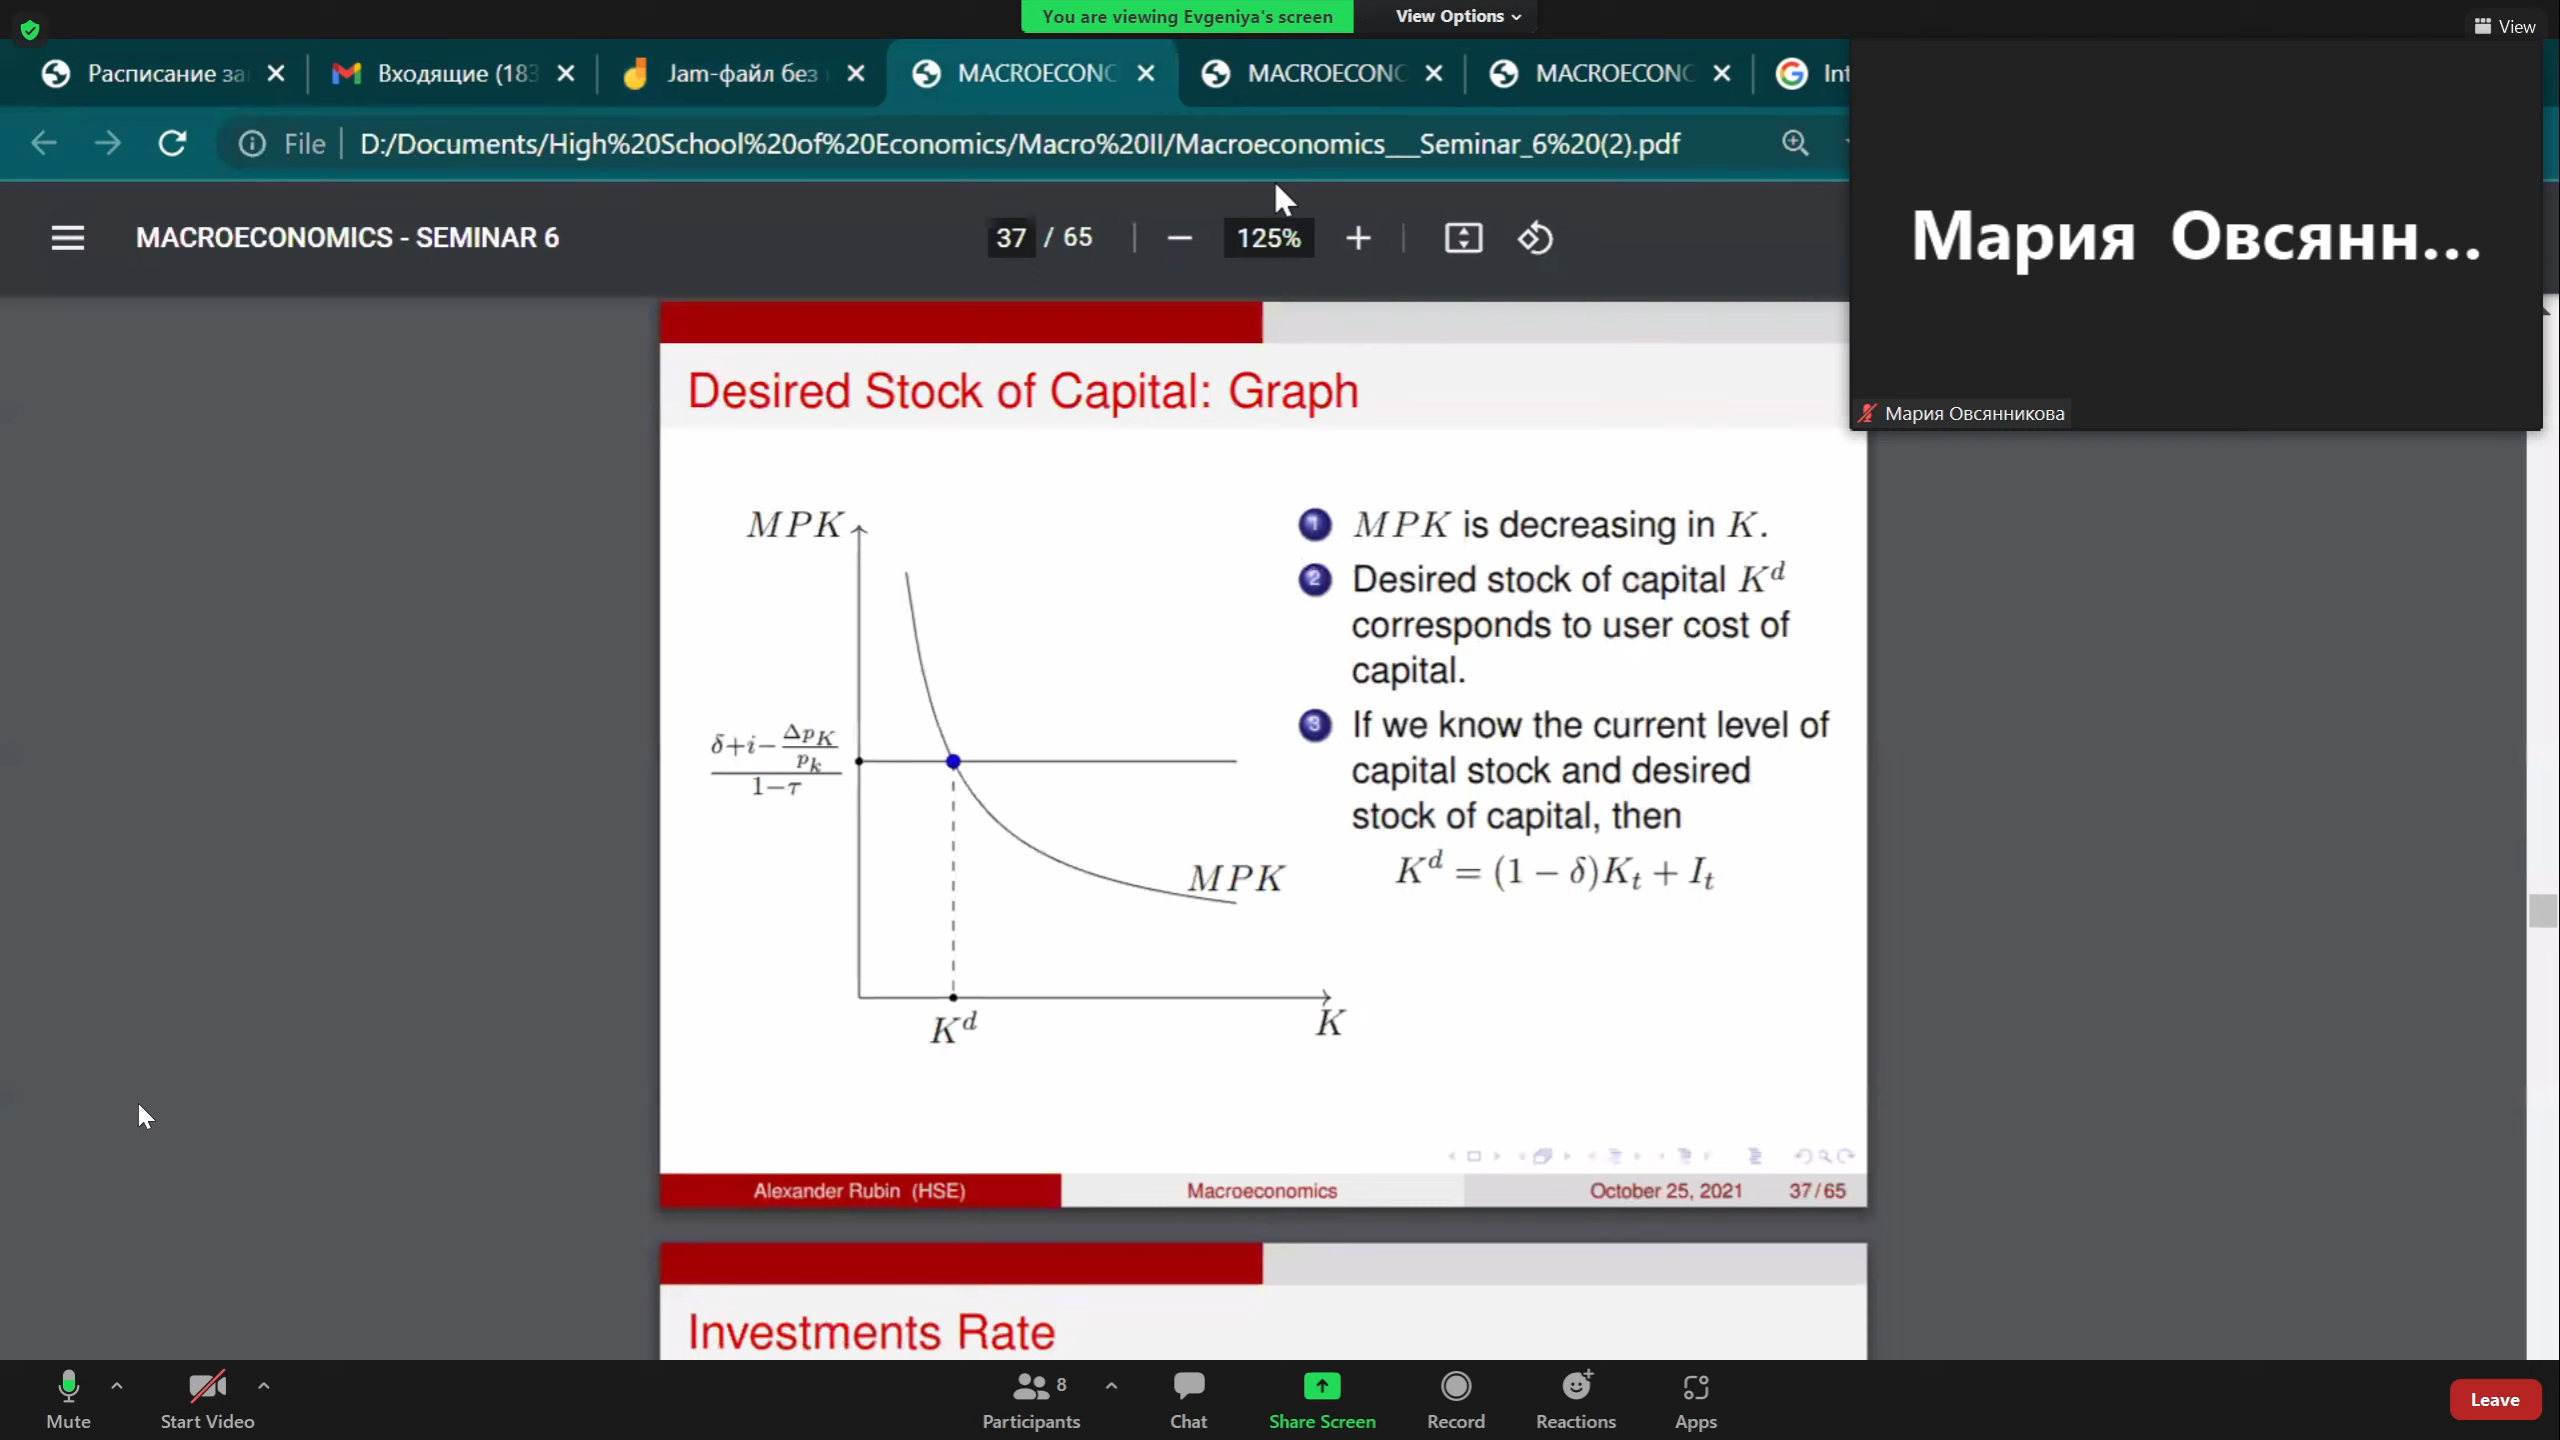 You are viewing Evgeniya's screen
View Options
View
Расписание за
Входящие (183
Jam-файл без
MACROECONC
MACROECONC
MACROECONC
Int
File
D:/Documents/High%20School%20of%20Economics/Macro%20II/Macroeconomics___Seminar_6%20(2).pdf
MACROECONOMICS - SEMINAR 6
37 / 65
125%
Мария Овсянн...
Мария Овсянникова
Desired Stock of Capital: Graph
MPK
δ+i− Δp_K/p_k
1−τ
MPK
K^d
K
1 MPK is decreasing in K.
2 Desired stock of capital K^d
corresponds to user cost of
capital.
3 If we know the current level of
capital stock and desired
stock of capital, then
K^d = (1 − δ)K_t + I_t
Alexander Rubin (HSE)
Macroeconomics
October 25, 2021
37/65
Investments Rate
Mute
Start Video
8
Participants
Chat
Share Screen
Record
Reactions
Apps
Leave